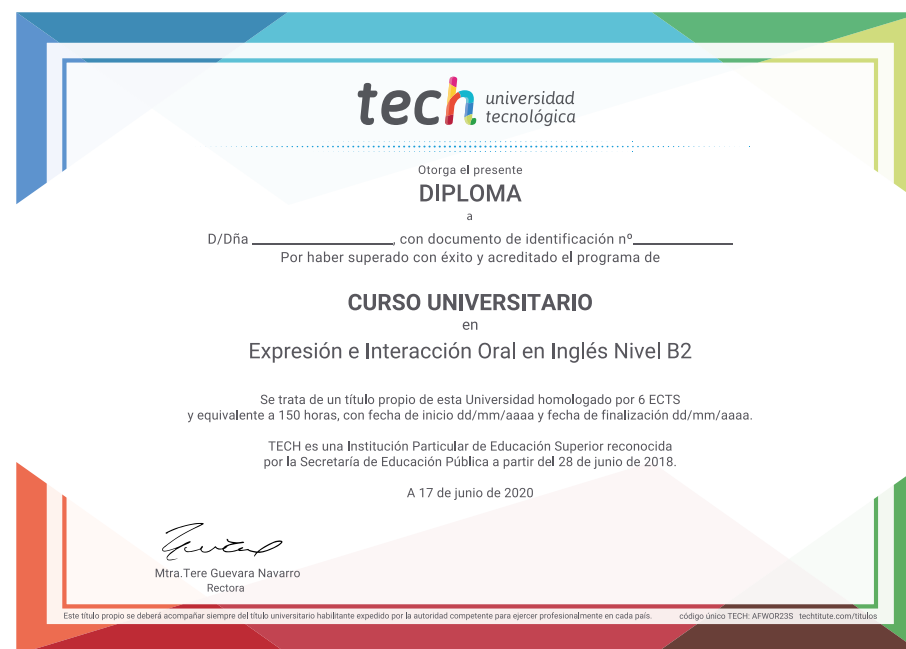 tech universidad
tecnológica
Otorga el presente
DIPLOMA
a
D/Dña ______________, con documento de identificación nº__________
Por haber superado con éxito y acreditado el programa de
CURSO UNIVERSITARIO
en
Expresión e Interacción Oral en Inglés Nivel B2
Se trata de un título propio de esta Universidad homologado por 6 ECTS
y equivalente a 150 horas, con fecha de inicio dd/mm/aaaa y fecha de finalización dd/mm/aaaa.
TECH es una Institución Particular de Educación Superior reconocida
por la Secretaría de Educación Pública a partir del 28 de junio de 2018.
A 17 de junio de 2020
Mtra.Tere Guevara Navarro
Rectora
Este título propio se deberá acompañar siempre del título universitario habilitante expedido por la autoridad competente para ejercer profesionalmente en cada país. código único TECH: AFWOR23S techtitute.com/titulos